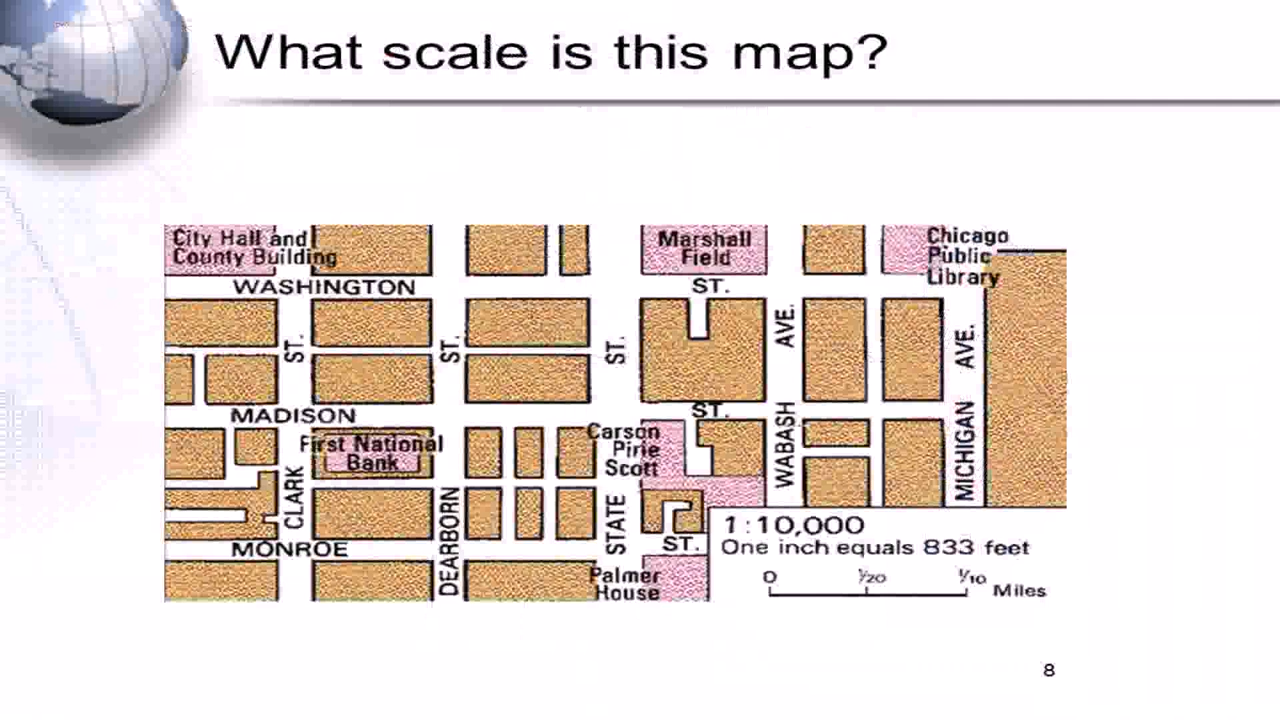 What scale is this map?
City Hall and
County Building
Marshall
Field
Chicago
Public
Library
WASHINGTON
ST.
ST.
ST.
ST.
AVE.
AVE.
MADISON
ST.
First National
Bank
Carson
Pirie
Scott
CLARK
DEARBORN
STATE
WABASH
MICHIGAN
MONROE
ST.
Palmer
House
1:10,000
One inch equals 833 feet
0 1/20 1/10
Miles
8